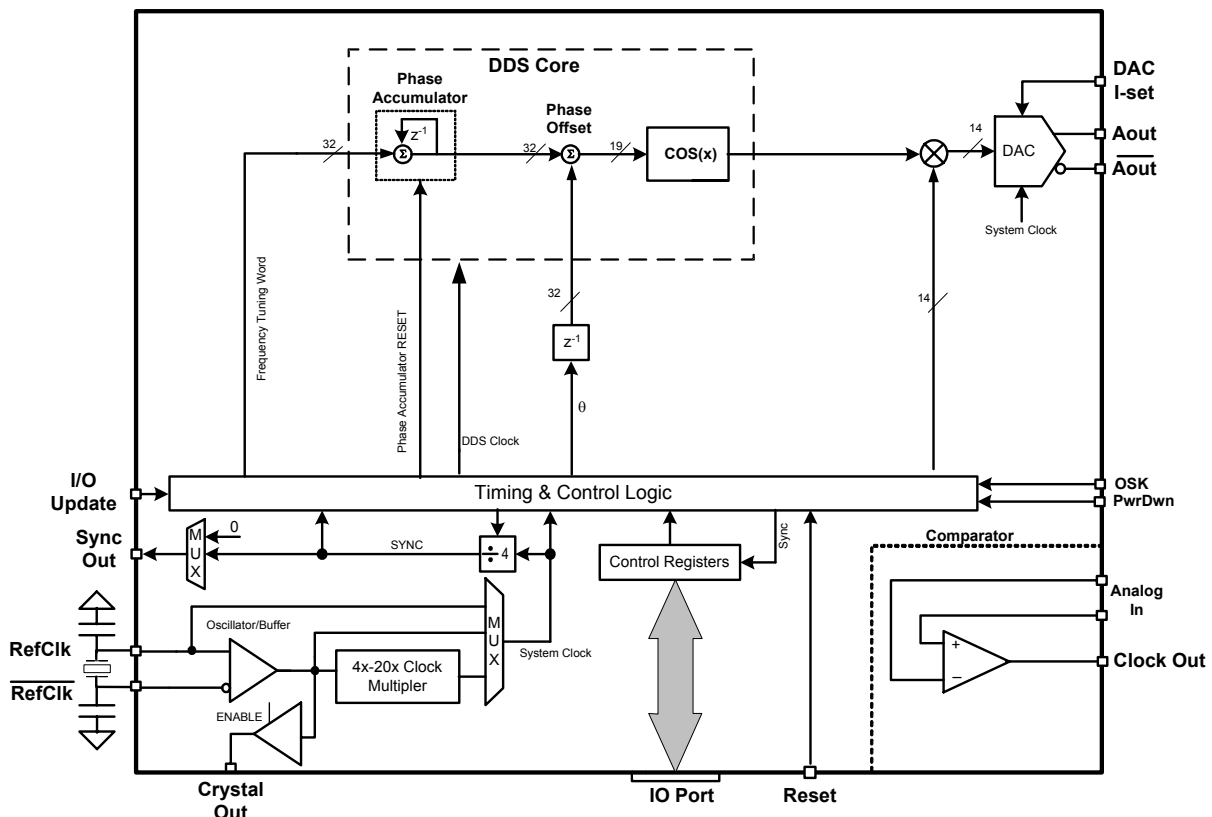 DDS Core
Phase
Accumulator
z-1
Σ
32
32
Phase
Offset
Σ
19
COS(x)
14
DAC
DAC
I-set
Aout
Aout
System Clock
Frequency Tuning Word
Phase Accumulator RESET
DDS Clock
32
z-1
θ
14
I/O
Update
Timing & Control Logic
OSK
PwrDwn
Sync
Out
MUX
0
SYNC
÷ 4
Sync
Control Registers
Comparator
Analog
In
+
−
Clock Out
RefClk
RefClk
Oscillator/Buffer
4x-20x Clock
Multipler
MUX
System Clock
ENABLE
Crystal
Out
IO Port
Reset